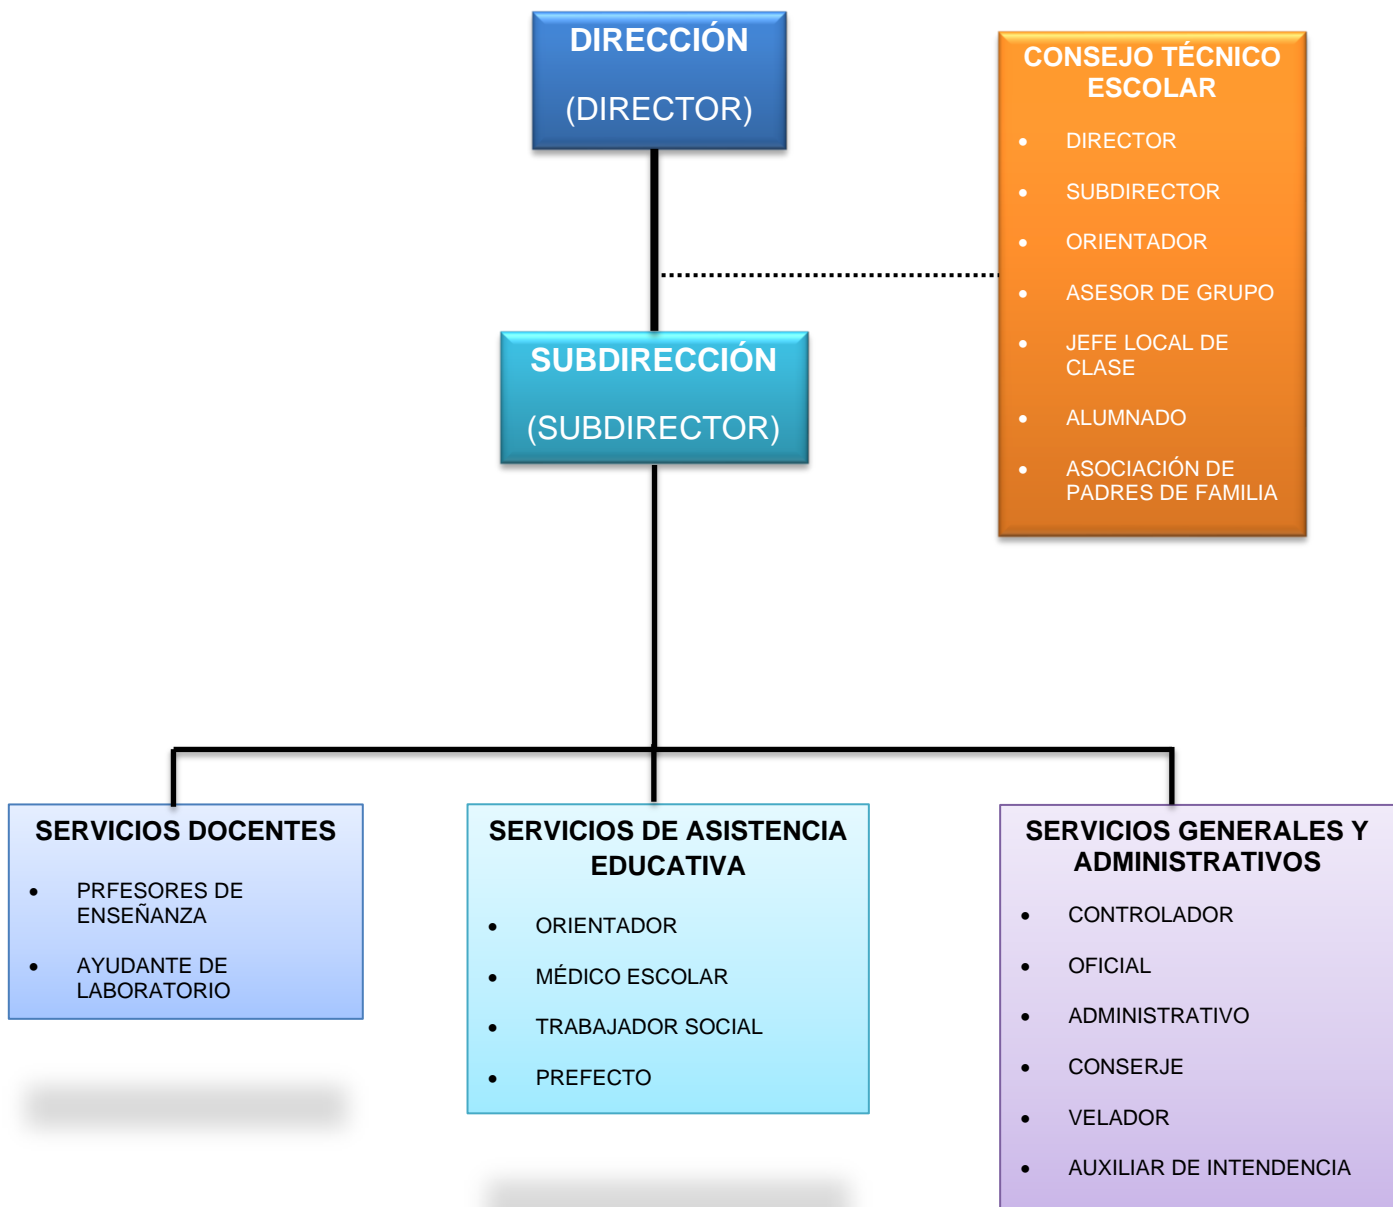 DIRECCIÓN
(DIRECTOR)
CONSEJO TÉCNICO
ESCOLAR
• DIRECTOR
• SUBDIRECTOR
• ORIENTADOR
• ASESOR DE GRUPO
• JEFE LOCAL DE
CLASE
• ALUMNADO
• ASOCIACIÓN DE
PADRES DE FAMILIA
SUBDIRECCIÓN
(SUBDIRECTOR)
SERVICIOS DOCENTES
• PRFESORES DE
ENSEÑANZA
• AYUDANTE DE
LABORATORIO
SERVICIOS DE ASISTENCIA
EDUCATIVA
• ORIENTADOR
• MÉDICO ESCOLAR
• TRABAJADOR SOCIAL
• PREFECTO
SERVICIOS GENERALES Y
ADMINISTRATIVOS
• CONTROLADOR
• OFICIAL
• ADMINISTRATIVO
• CONSERJE
• VELADOR
• AUXILIAR DE INTENDENCIA